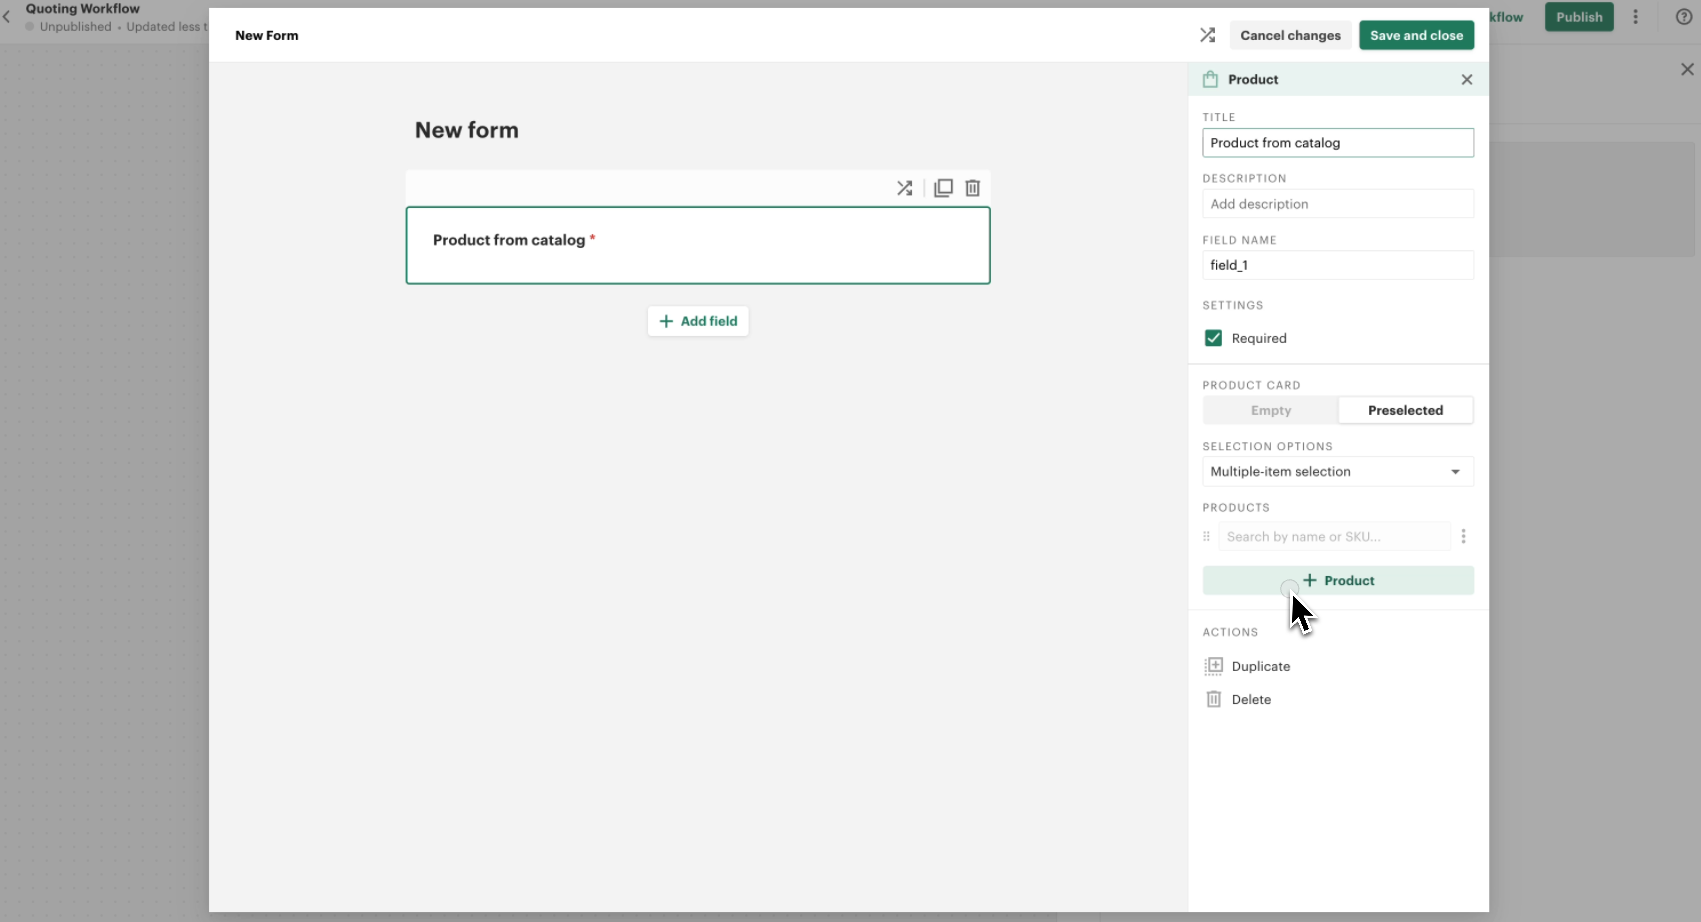 Quoting Workflow
Unpublished • Updated less t
Publish
New Form
Cancel changes
Save and close
New form
Product from catalog *
+ Add field
Product
TITLE
Product from catalog
DESCRIPTION
Add description
FIELD NAME
field_1
SETTINGS
Required
PRODUCT CARD
Empty
Preselected
SELECTION OPTIONS
Multiple-item selection
PRODUCTS
Search by name or SKU...
+ Product
ACTIONS
Duplicate
Delete